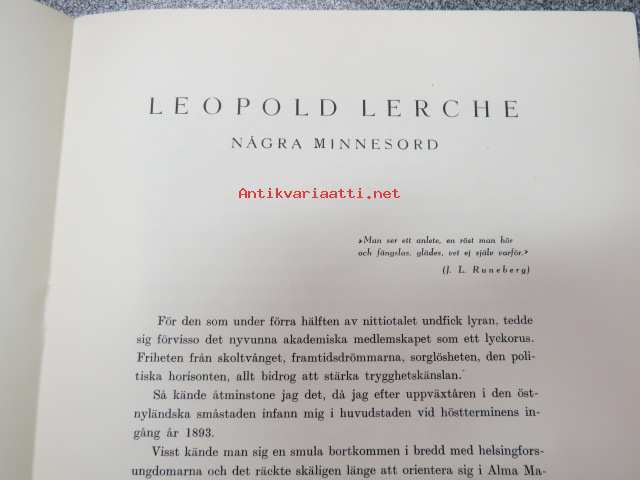 LEOPOLD LERCHE
NÅGRA MINNESORD
Antikvariaatti.net
»Man ser ett anlete, en röst man hör
och fängslas, glädes, vet ej själv varför.»
(J. L. Runeberg)
För den som under förra hälften av nittiotalet undfick lyran, tedde
sig förvisso det nyvunna akademiska medlemskapet som ett lyckorus.
Friheten från skoltvånget, framtidsdrömmarna, sorglösheten, den poli-
tiska horisonten, allt bidrog att stärka trygghetskänslan.
Så kände åtminstone jag det, då jag efter uppväxtåren i den öst-
nyländska småstaden infann mig i huvudstaden vid höstterminens in-
gång år 1893.
Visst kände man sig en smula bortkommen i bredd med helsingfors-
ungdomarna och det räckte skäligen länge att orientera sig i Alma Ma-